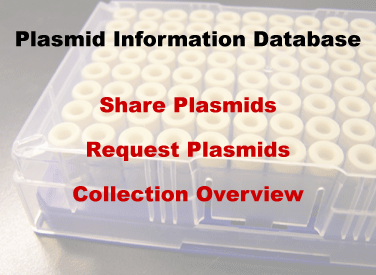 Plasmid Information Database
Share Plasmids
Request Plasmids
Collection Overview